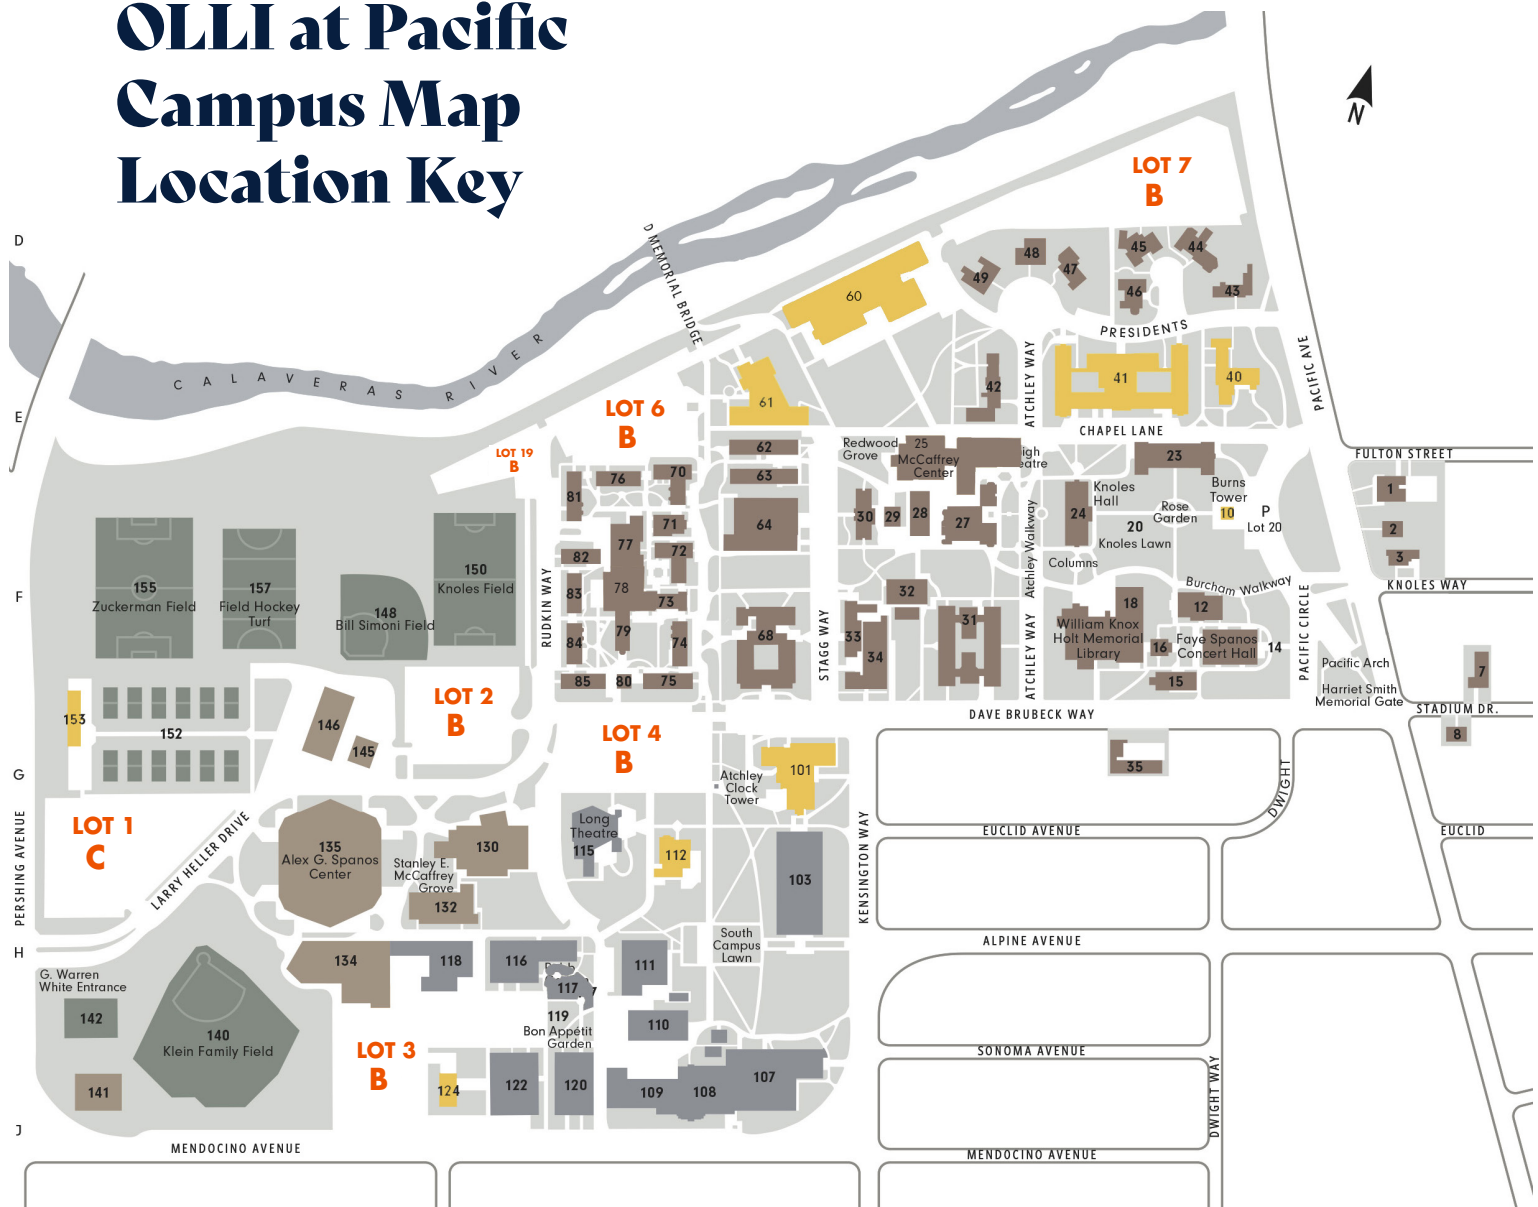 OLLI at Pacific
Campus Map
Location Key
N
LOT 7
B
D
E
F
G
H
J
D MEMORIAL BRIDGE
CALAVERAS RIVER
60
49
48
47
45
44
46
43
PRESIDENTS
PACIFIC AVE
ATCHLEY WAY
42
41
40
61
CHAPEL LANE
LOT 6
B
LOT 19
B
62
63
64
Redwood
Grove
25
McCaffrey
Center
23
FULTON STREET
Knoles
Hall
Burns
Tower
10
P
Lot 20
Rose
Garden
20
Knoles Lawn
24
30
29
28
27
Atchley Walkway
Columns
1
2
3
KNOLES WAY
Burcham Walkway
76
70
81
71
77
72
82
78
83
73
79
84
74
85
80
75
RUDKIN WAY
68
STAGG WAY
32
33
34
31
ATCHLEY WAY
18
William Knox
Holt Memorial
Library
12
16
Faye Spanos
Concert Hall
14
15
PACIFIC CIRCLE
Pacific Arch
Harriet Smith
Memorial Gate
7
STADIUM DR.
8
155
Zuckerman Field
157
Field Hockey
Turf
148
Bill Simoni Field
150
Knoles Field
153
152
146
145
LOT 2
B
LOT 4
B
DAVE BRUBECK WAY
35
DWIGHT
Atchley
Clock
Tower
101
PERSHING AVENUE
LOT 1
C
LARRY HELLER DRIVE
135
Alex G. Spanos
Center
Stanley E.
McCaffrey
Grove
130
132
Long
Theatre
115
112
103
KENSINGTON WAY
EUCLID AVENUE
EUCLID
ALPINE AVENUE
G. Warren
White Entrance
142
141
140
Klein Family Field
134
118
116
117
111
South
Campus
Lawn
119
Bon Appétit
Garden
110
LOT 3
B
124
122
120
109
108
107
SONOMA AVENUE
DWIGHT WAY
MENDOCINO AVENUE
MENDOCINO AVENUE